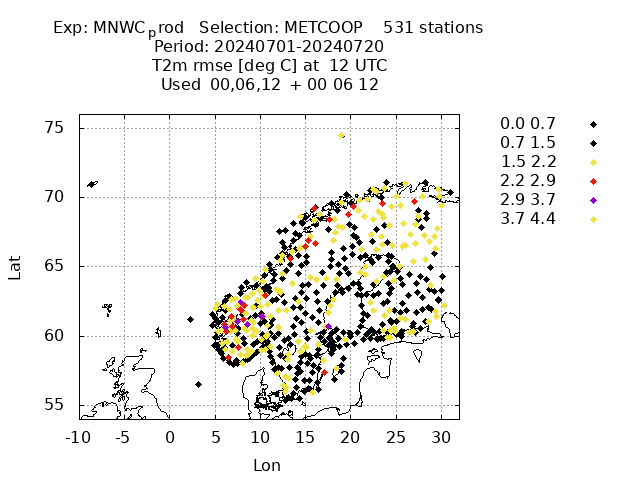 Exp: MNWCprod Selection: METCOOP 531 stations
Period: 20240701-20240720
T2m rmse [deg C] at 12 UTC
Used 00,06,12 + 00 06 12
0.0 0.7
0.7 1.5
1.5 2.2
2.2 2.9
2.9 3.7
3.7 4.4
75
70
65
60
55
Lat
-10 -5 0 5 10 15 20 25 30
Lon